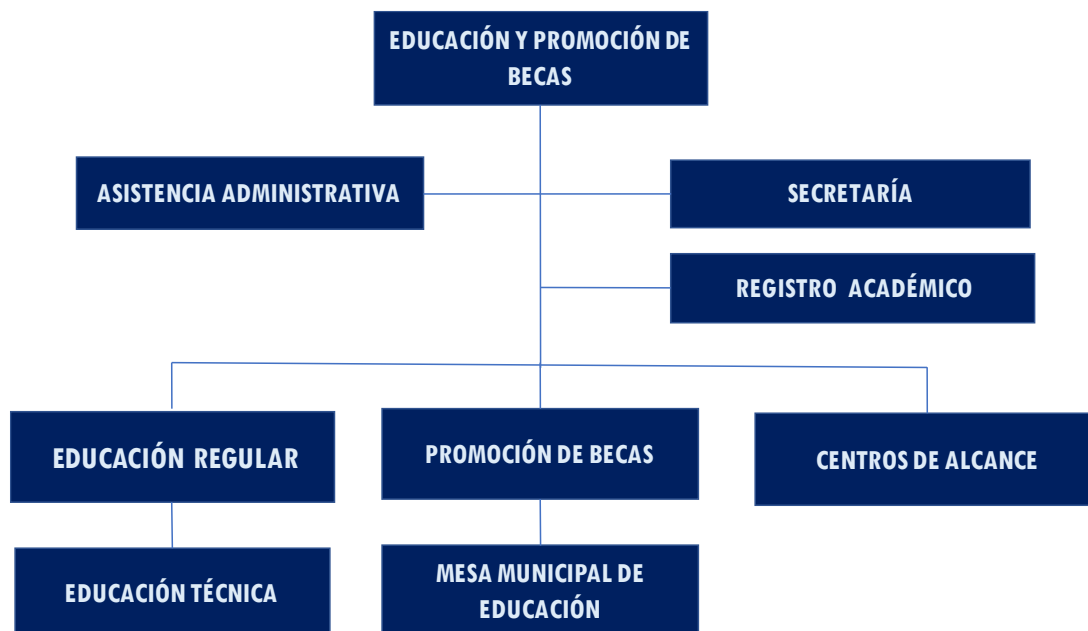 EDUCACIÓN Y PROMOCIÓN DE
BECAS
ASISTENCIA ADMINISTRATIVA
SECRETARÍA
REGISTRO ACADÉMICO
EDUCACIÓN REGULAR
PROMOCIÓN DE BECAS
CENTROS DE ALCANCE
EDUCACIÓN TÉCNICA
MESA MUNICIPAL DE
EDUCACIÓN